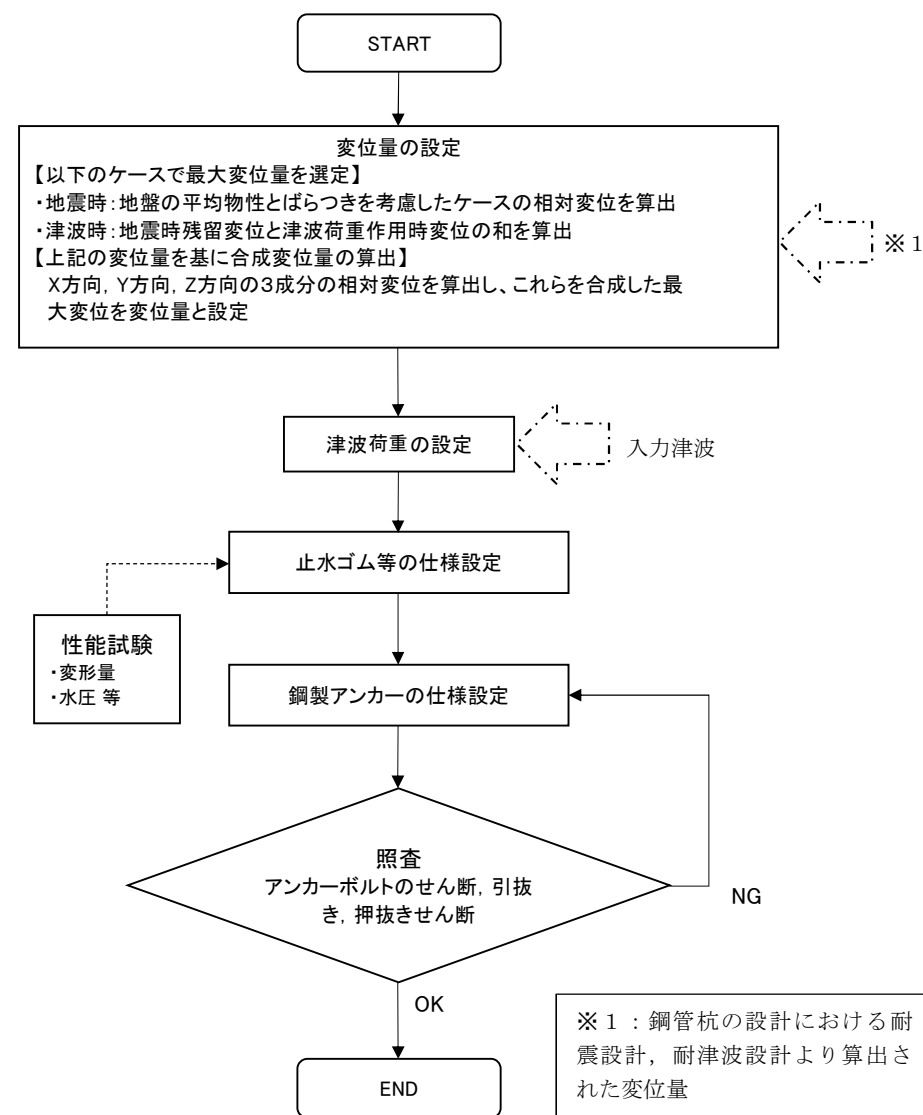 START
変位量の設定
【以下のケースで最大変位量を選定】
・地震時：地盤の平均物性とばらつきを考慮したケースの相対変位を算出
・津波時：地震時残留変位と津波荷重作用時変位の和を算出
【上記の変位量を基に合成変位量の算出】
X方向，Y方向，Z方向の３成分の相対変位を算出し、これらを合成した最
大変位を変位量と設定
※１
津波荷重の設定
入力津波
止水ゴム等の仕様設定
性能試験
・変形量
・水圧 等
鋼製アンカーの仕様設定
照査
アンカーボルトのせん断，引抜
き，押抜きせん断
NG
OK
END
※１：鋼管杭の設計における耐
震設計，耐津波設計より算出さ
れた変位量